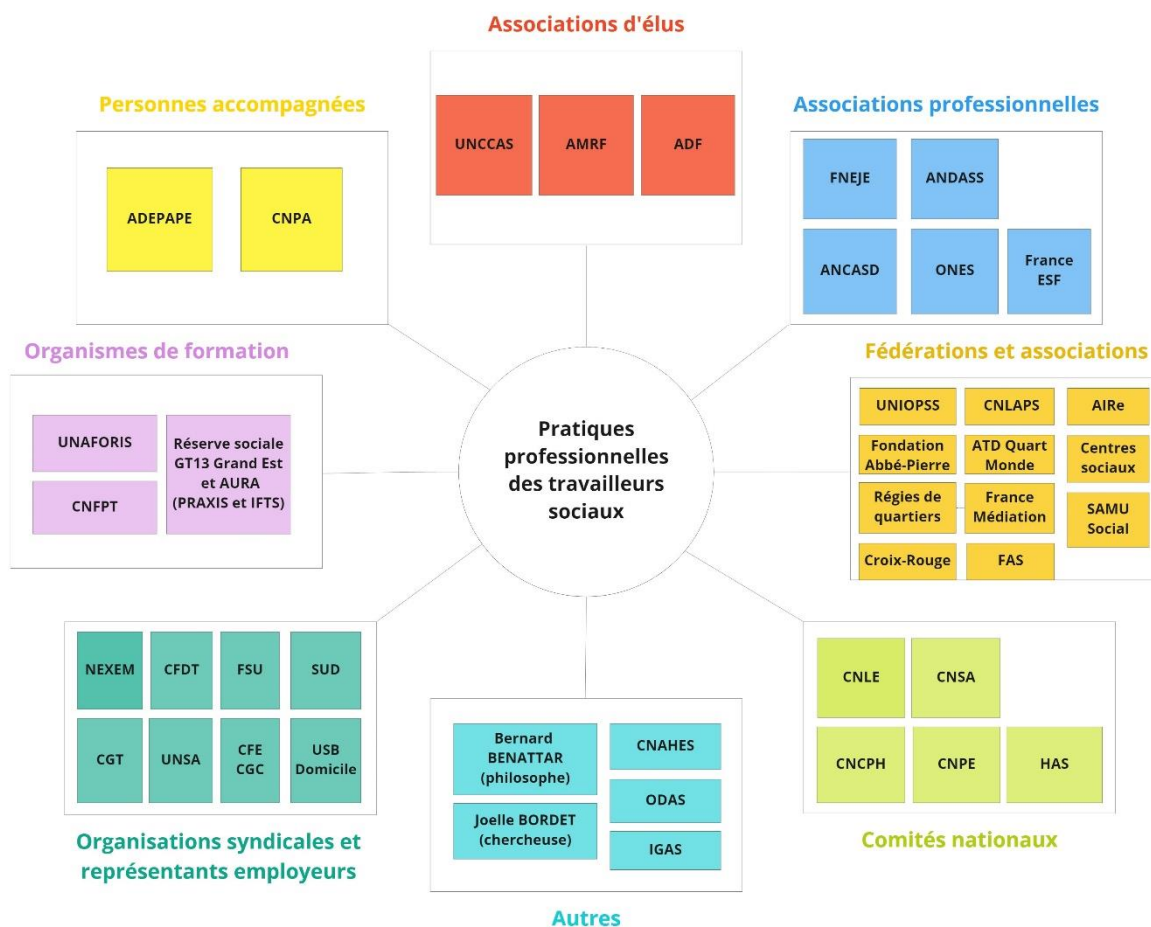 Associations d'élus
UNCCAS
AMRF
ADF
Personnes accompagnées
ADEPAPE
CNPA
Associations professionnelles
FNEJE
ANDASS
ANCASD
ONES
France
ESF
Organismes de formation
UNAFORIS
CNFPT
Réserve sociale
GT13 Grand Est
et AURA
(PRAXIS et IFTS)
Pratiques
professionnelles
des travailleurs
sociaux
Fédérations et associations
UNIOPSS
CNLAPS
AIRe
Fondation
Abbé-Pierre
ATD Quart
Monde
Centres
sociaux
Régies de
quartiers
France
Médiation
SAMU
Social
Croix-Rouge
FAS
NEXEM
CFDT
FSU
SUD
CGT
UNSA
CFE
CGC
USB
Domicile
Organisations syndicales et
représentants employeurs
Bernard
BENATTAR
(philosophe)
Joelle BORDET
(chercheuse)
CNAHES
ODAS
IGAS
Autres
CNLE
CNSA
CNCPH
CNPE
HAS
Comités nationaux